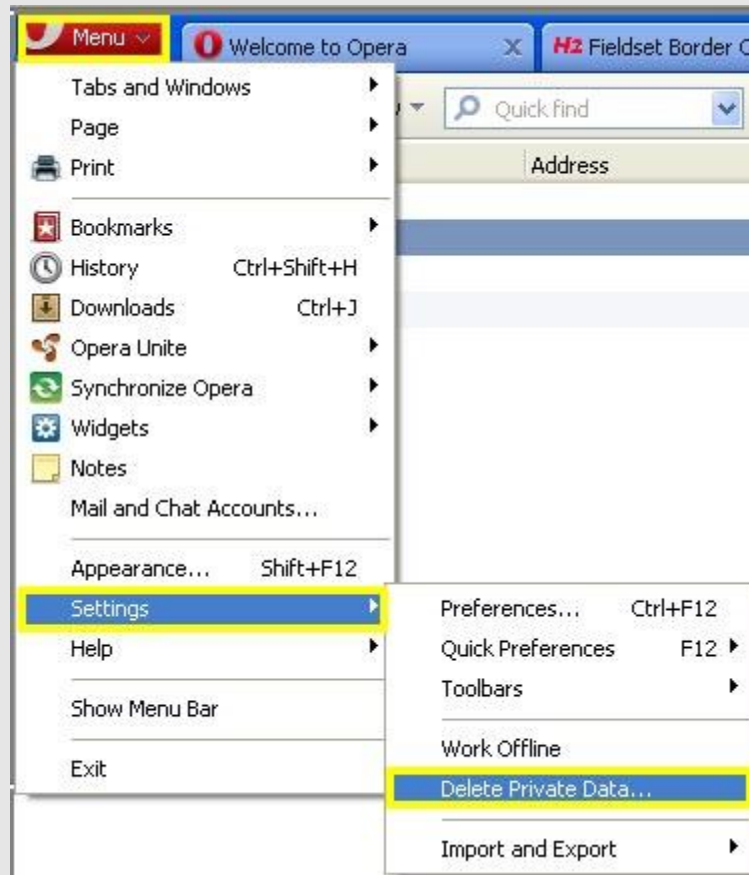 Menu
Welcome to Opera
H2 Fieldset Border
Tabs and Windows
Page
Quick find
Print
Address
Bookmarks
History Ctrl+Shift+H
Downloads Ctrl+J
Opera Unite
Synchronize Opera
Widgets
Notes
Mail and Chat Accounts...
Appearance... Shift+F12
Settings
Help
Show Menu Bar
Exit
Preferences... Ctrl+F12
Quick Preferences F12
Toolbars
Work Offline
Delete Private Data...
Import and Export